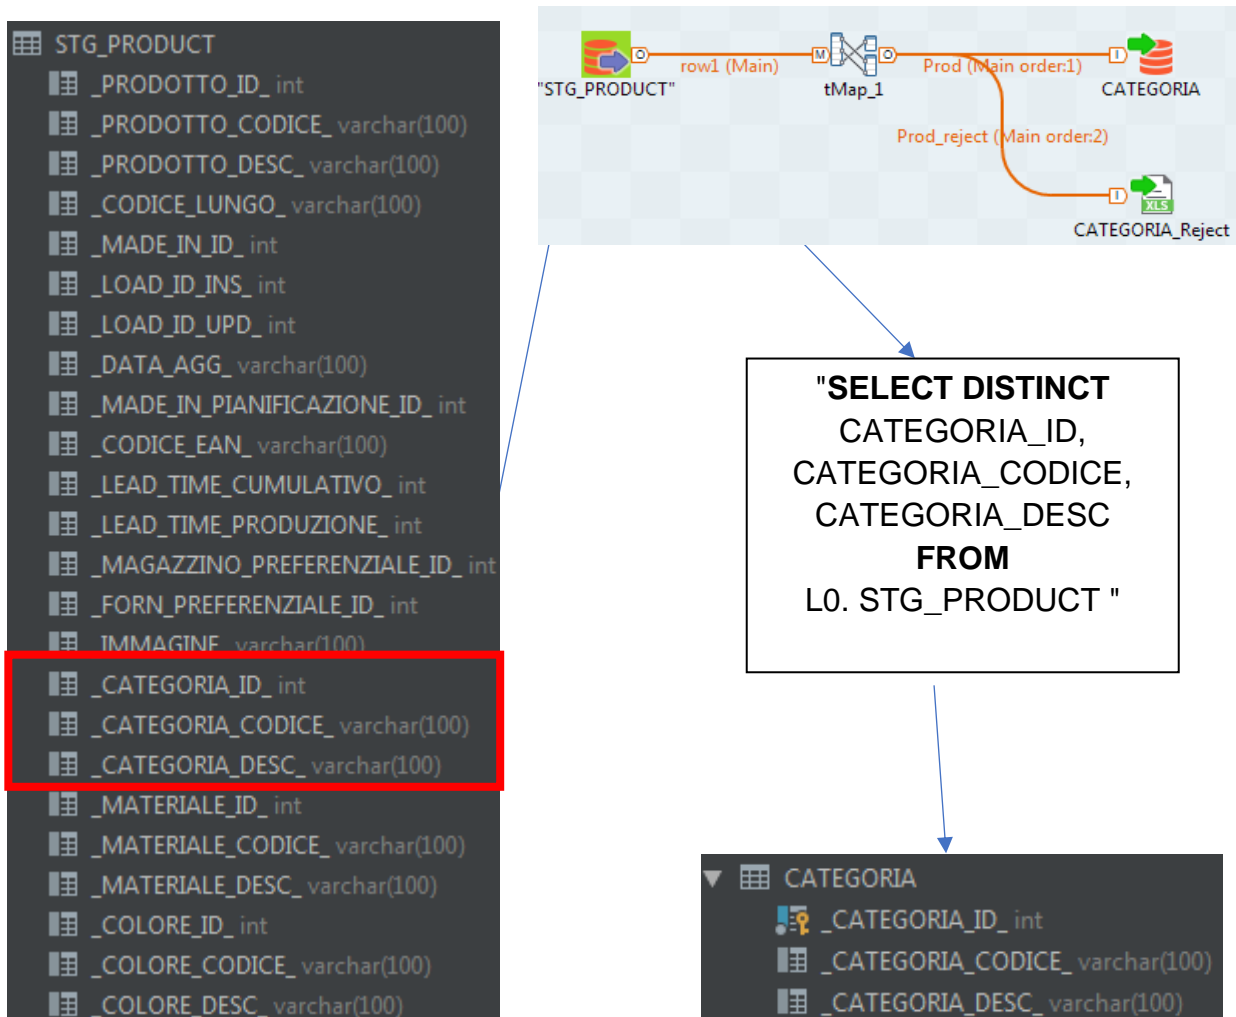 STG_PRODUCT
_PRODOTTO_ID_ int
_PRODOTTO_CODICE_ varchar(100)
_PRODOTTO_DESC_ varchar(100)
_CODICE_LUNGO_ varchar(100)
_MADE_IN_ID_ int
_LOAD_ID_INS_ int
_LOAD_ID_UPD_ int
_DATA_AGG_ varchar(100)
_MADE_IN_PIANIFICAZIONE_ID_ int
_CODICE_EAN_ varchar(100)
_LEAD_TIME_CUMULATIVO_ int
_LEAD_TIME_PRODUZIONE_ int
_MAGAZZINO_PREFERENZIALE_ID_ int
_FORN_PREFERENZIALE_ID_ int
_IMMAGINE_ varchar(100)
_CATEGORIA_ID_ int
_CATEGORIA_CODICE_ varchar(100)
_CATEGORIA_DESC_ varchar(100)
_MATERIALE_ID_ int
_MATERIALE_CODICE_ varchar(100)
_MATERIALE_DESC_ varchar(100)
_COLORE_ID_ int
_COLORE_CODICE_ varchar(100)
_COLORE_DESC_ varchar(100)
O row1 (Main) M O Prod (Main order:1) I
"STG_PRODUCT" tMap_1 CATEGORIA
Prod_reject (Main order:2)
I XLS
CATEGORIA_Reject
"SELECT DISTINCT
CATEGORIA_ID,
CATEGORIA_CODICE,
CATEGORIA_DESC
FROM
L0. STG_PRODUCT "
CATEGORIA
_CATEGORIA_ID_ int
_CATEGORIA_CODICE_ varchar(100)
_CATEGORIA_DESC_ varchar(100)